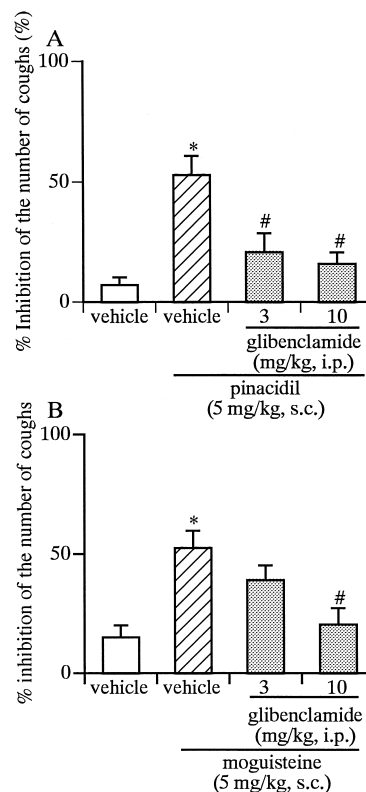 A
% Inhibition of the number of coughs (%)
100
*
50
#
#
0
vehicle vehicle 3 10
glibenclamide
(mg/kg, i.p.)
pinacidil
(5 mg/kg, s.c.)
B
% inhibition of the number of coughs
100
*
50
#
0
vehicle vehicle 3 10
glibenclamide
(mg/kg, i.p.)
moguisteine
(5 mg/kg, s.c.)